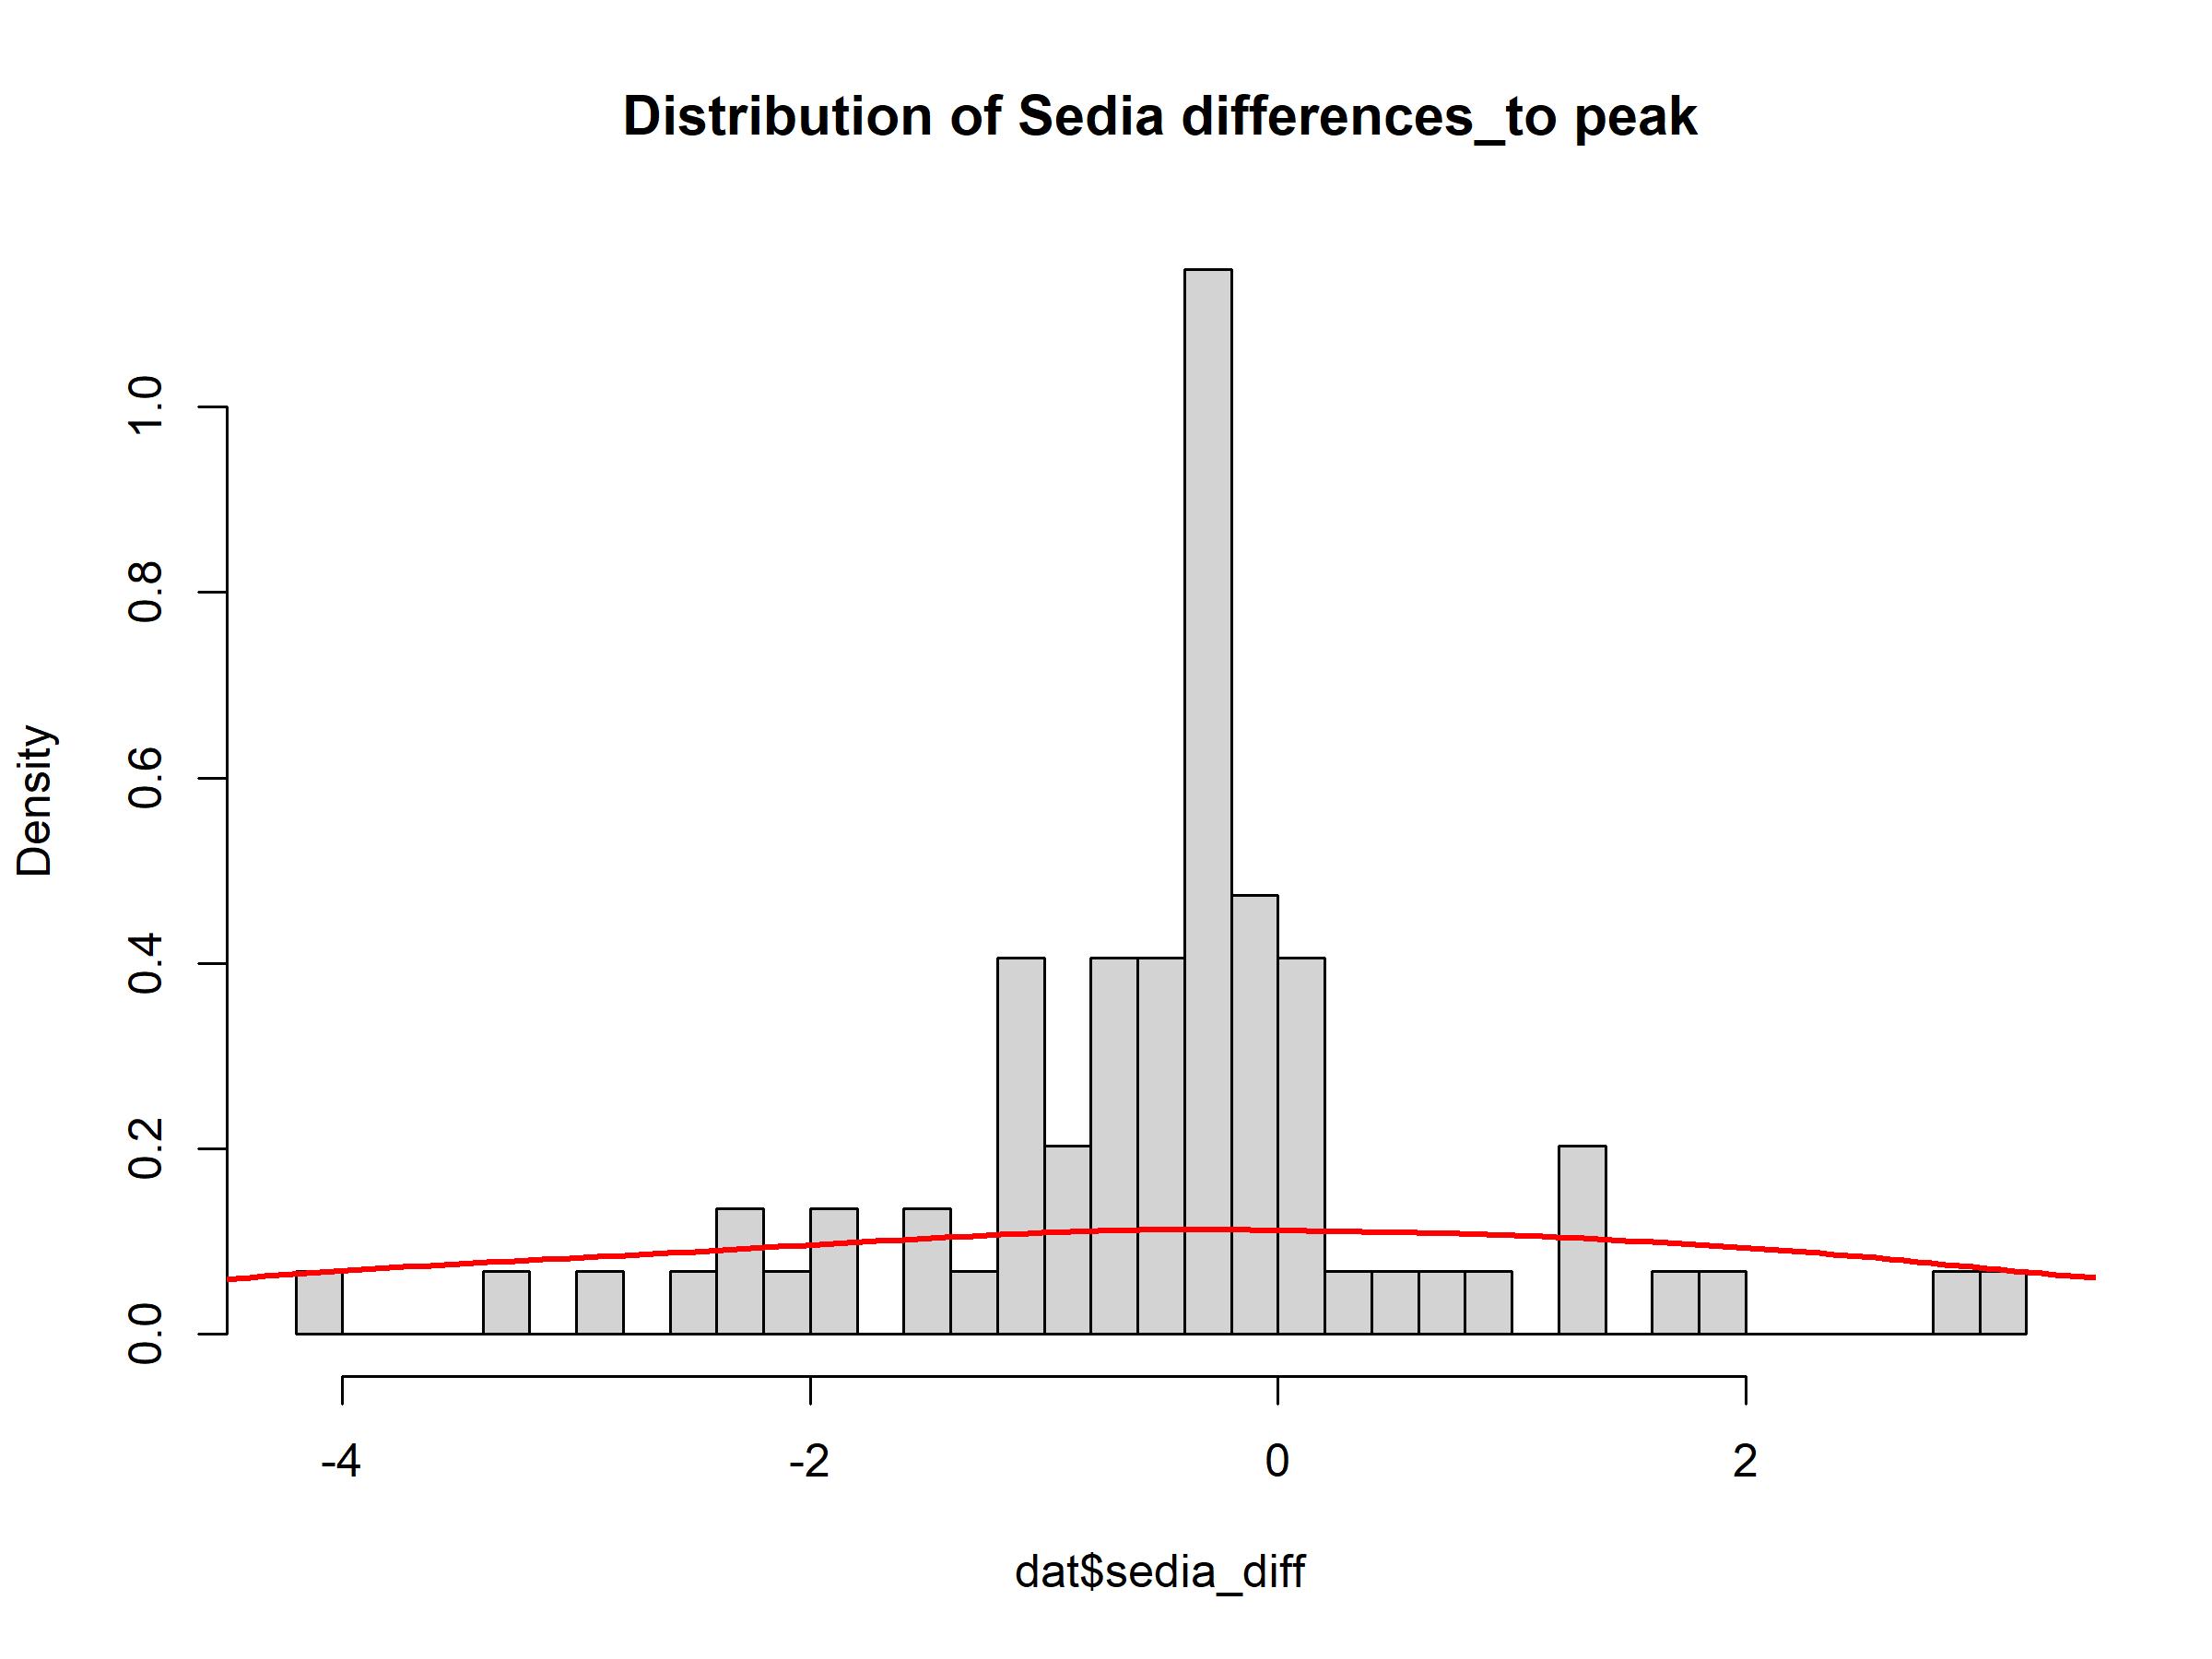 Distribution of Sedia differences_to peak
Density
1.0
0.8
0.6
0.4
0.2
0.0
-4 -2 0 2
dat$sedia_diff